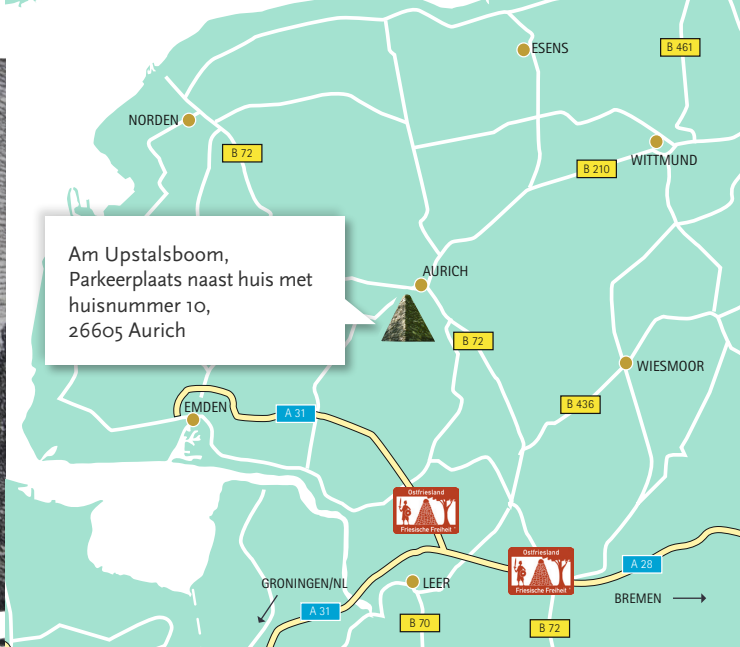 ESENS
B 461
NORDEN
B 72
WITTMUND
B 210
Am Upstalsboom,
Parkeerplaats naast huis met
huisnummer 10,
26605 Aurich
AURICH
B 72
WIESMOOR
B 436
EMDEN
A 31
Ostfriesland
Friesische Freiheit
Ostfriesland
Friesische Freiheit
A 28
GRONINGEN/NL
LEER
A 31
BREMEN
B 70
B 72